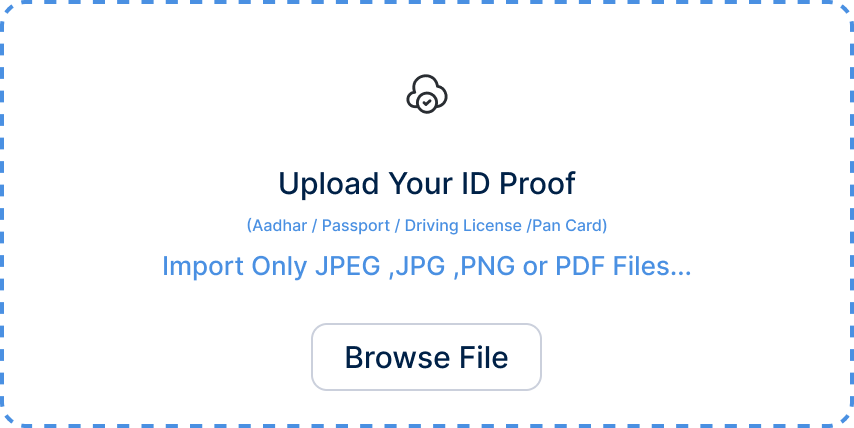 Upload Your ID Proof
(Aadhar / Passport / Driving License /Pan Card)
Import Only JPEG ,JPG ,PNG or PDF Files...
Browse File